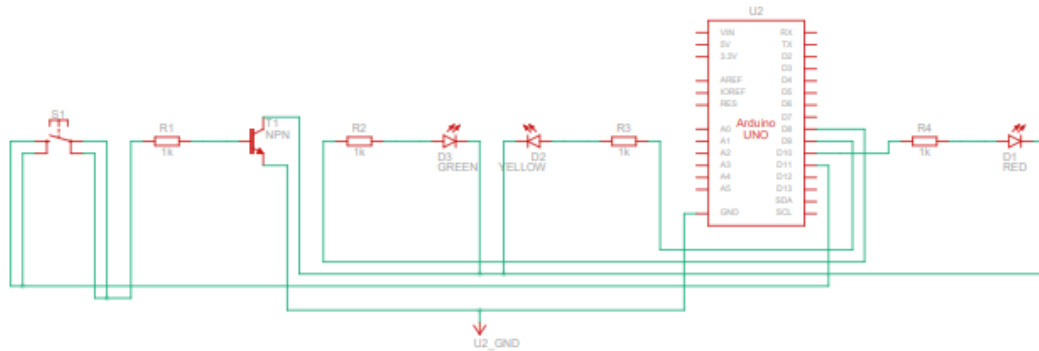 U2
VIN
5V
3.3V
AREF
IOREF
RES
A0
A1
A2
A3
A4
A5
GND
Arduino
UNO
RX
TX
D2
D3
D4
D5
D6
D7
D8
D9
D10
D11
D12
D13
SDA
SCL
S1
R1
1k
T1
NPN
R2
1k
D3
GREEN
D2
YELLOW
R3
1k
R4
1k
D1
RED
U2_GND